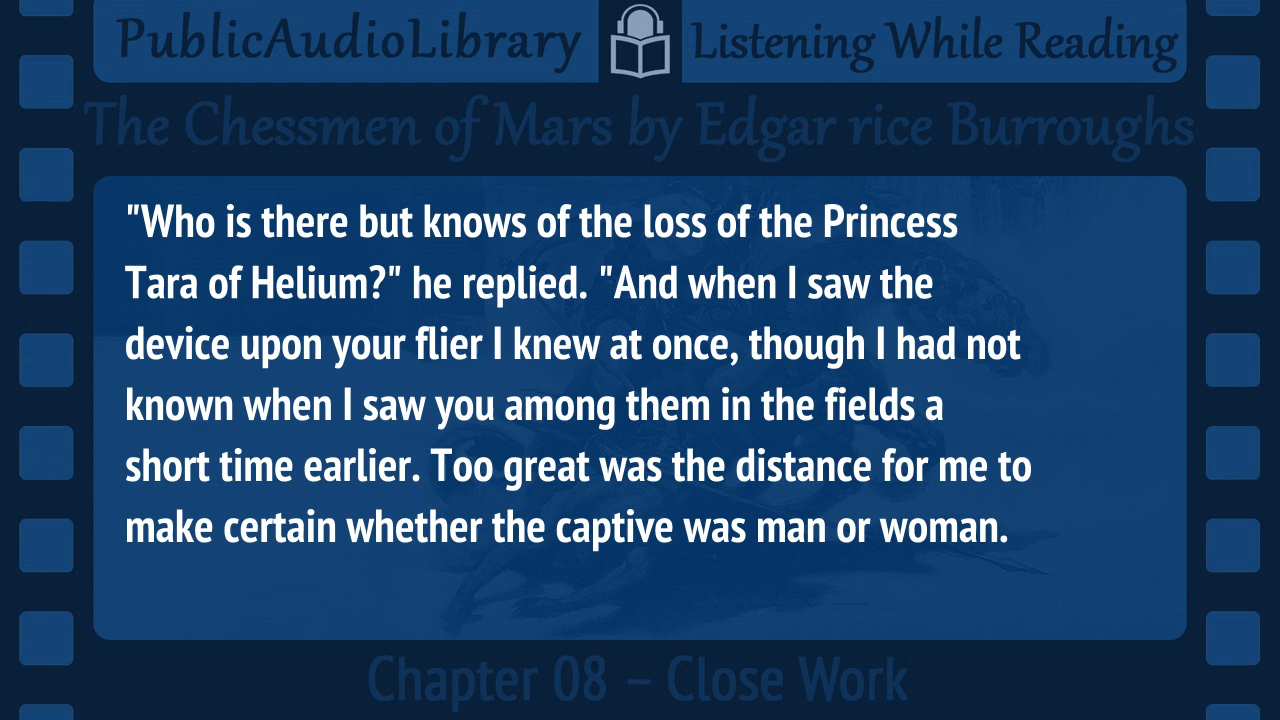 PublicAudioLibrary Listening While Reading
The Chessmen of Mars by Edgar rice Burroughs
"Who is there but knows of the loss of the Princess
Tara of Helium?" he replied. "And when I saw the
device upon your flier I knew at once, though I had not
known when I saw you among them in the fields a
short time earlier. Too great was the distance for me to
make certain whether the captive was man or woman.
Chapter 08 – Close Work